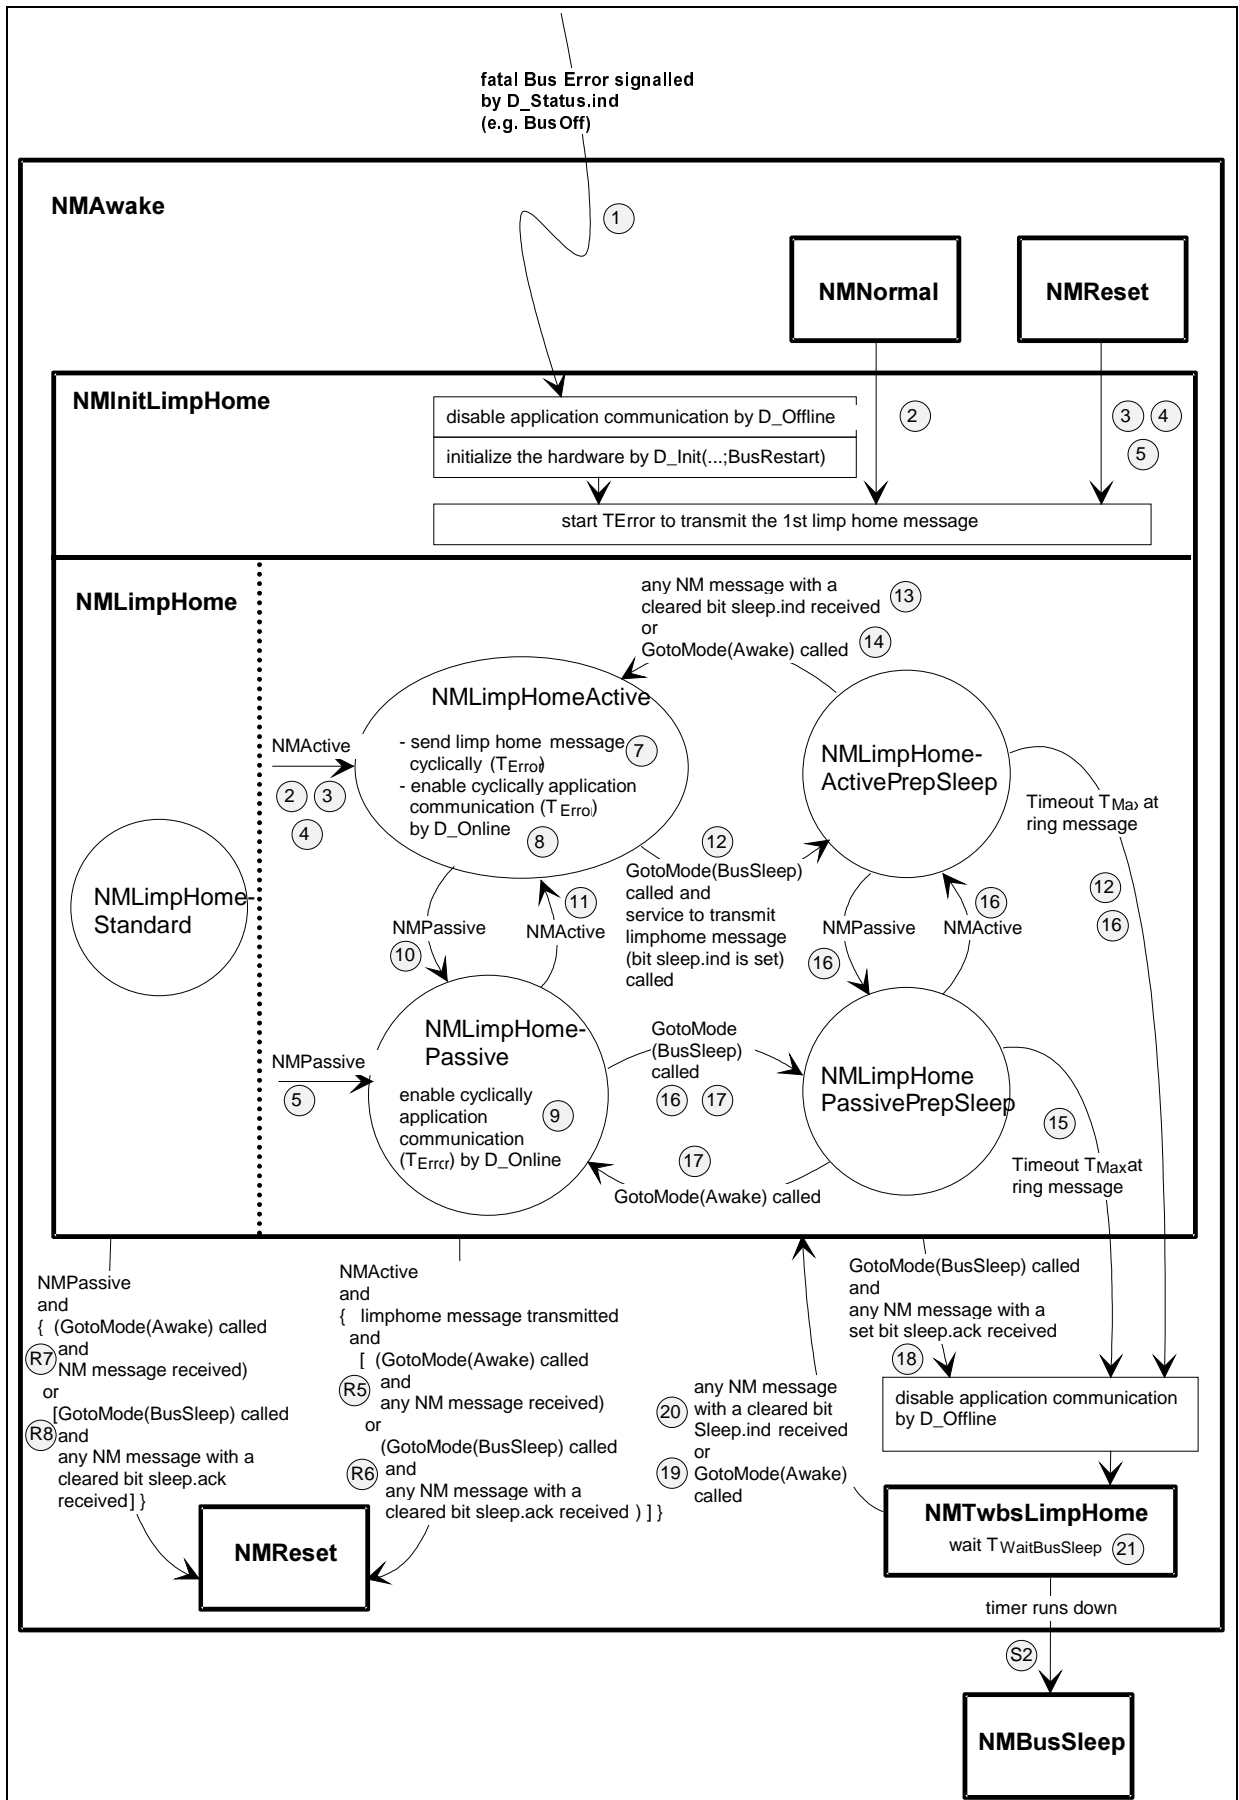 fatal Bus Error signalled
by D_Status.ind
(e.g. BusOff)
1
NMAwake
NMNormal
NMReset
NMInitLimpHome
disable application communication by D_Offline
initialize the hardware by D_Init(...;BusRestart)
2
3 4
5
start TError to transmit the 1st limp home message
NMLimpHome
any NM message with a
cleared bit sleep.ind received 13
or
GotoMode(Awake) called 14
NMLimpHomeActive
- send limp home message 7
cyclically (TError)
- enable cyclically application
communication (TError)
by D_Online 8
NMActive
2 3
4
NMLimpHome-
ActivePrepSleep
Timeout TMax at
ring message
12
16
NMLimpHome-
Standard
12
GotoMode(BusSleep)
called and
service to transmit
limphome message
(bit sleep.ind is set)
called
NMPassive
10
11
NMActive
NMPassive
16
16
NMActive
NMLimpHome-
Passive
enable cyclically
application
communication
(TError) by D_Online
9
NMPassive
5
GotoMode
(BusSleep)
called
16 17
NMLimpHome
PassivePrepSleep
15
Timeout TMax at
ring message
17
GotoMode(Awake) called
NMPassive
and
{ (GotoMode(Awake) called
and
R7
NM message received)
or
[GotoMode(BusSleep) called
R8
and
any NM message with a
cleared bit sleep.ack
received] }
NMActive
and
{ limphome message transmitted
and
[ (GotoMode(Awake) called
R5 and
any NM message received)
or
(GotoMode(BusSleep) called
R6 and
any NM message with a
cleared bit sleep.ack received ) ] }
GotoMode(BusSleep) called
and
any NM message with a
set bit sleep.ack received
18
any NM message
20 with a cleared bit
Sleep.ind received
or
19 GotoMode(Awake)
called
disable application communication
by D_Offline
NMTwbsLimpHome
wait TWaitBusSleep 21
NMReset
timer runs down
S2
NMBusSleep